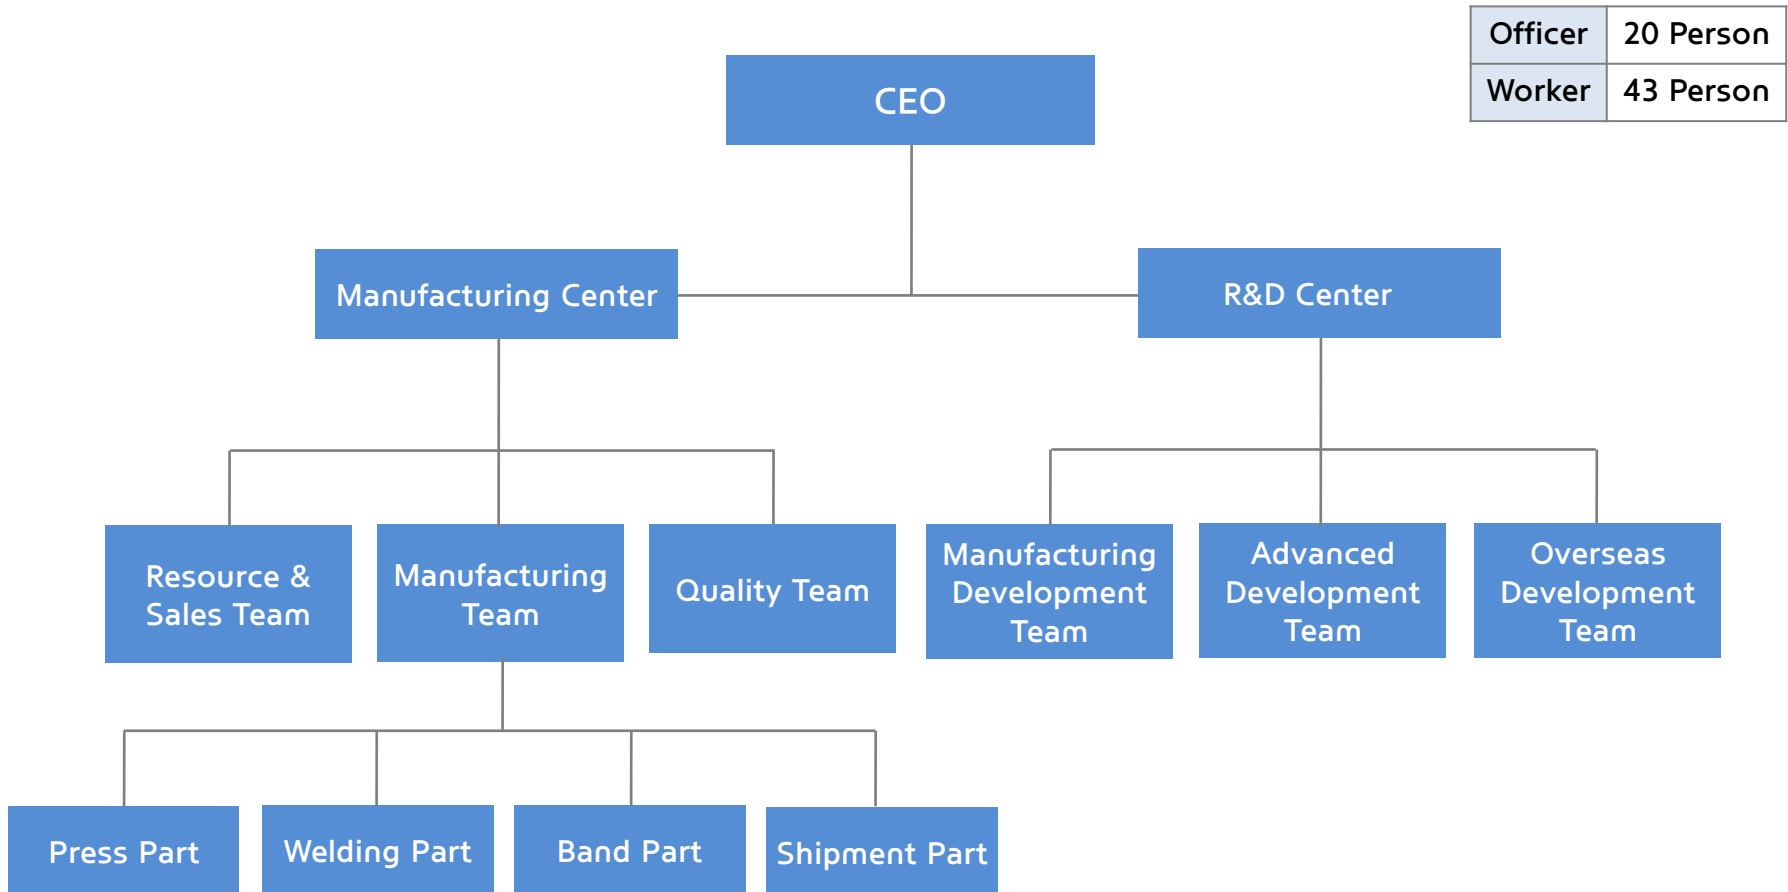 Officer 20 Person
Worker 43 Person
CEO
Manufacturing Center
R&D Center
Resource &
Sales Team
Manufacturing
Team
Quality Team
Manufacturing
Development
Team
Advanced
Development
Team
Overseas
Development
Team
Press Part
Welding Part
Band Part
Shipment Part